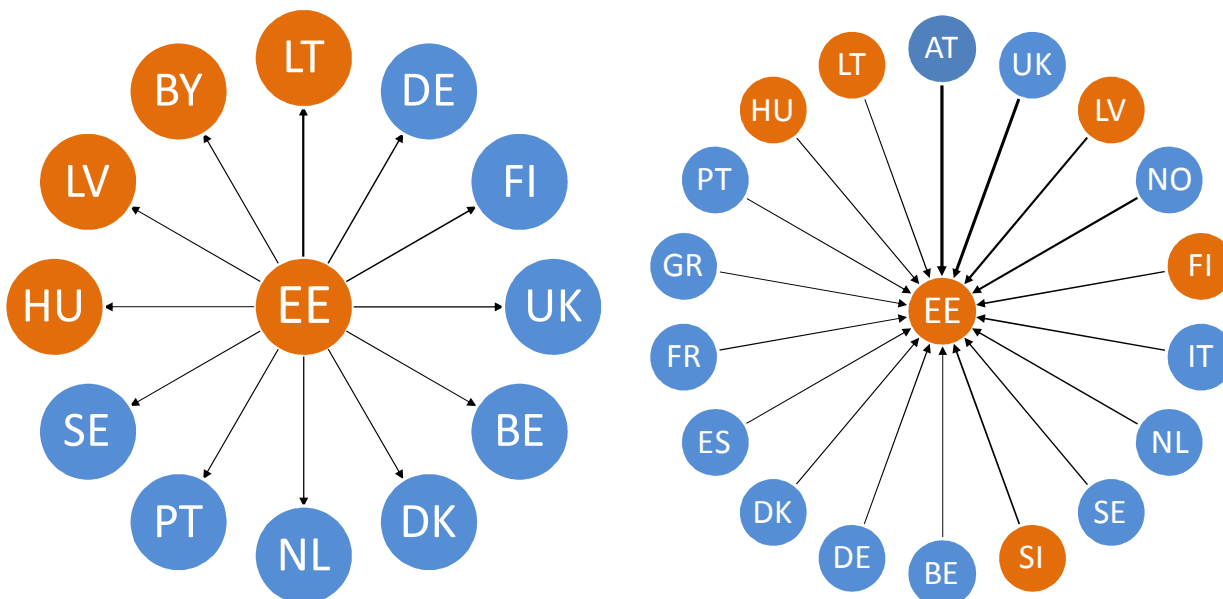 LT
DE
FI
UK
BE
DK
NL
PT
SE
HU
LV
BY
EE
AT
UK
LV
NO
FI
IT
NL
SE
SI
BE
DE
DK
ES
FR
GR
PT
HU
LT
EE